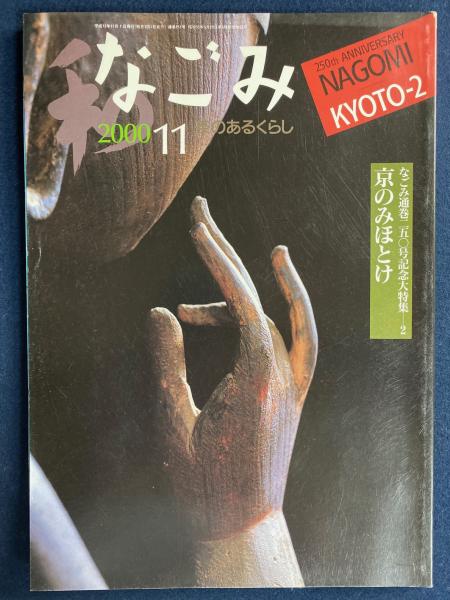 和
なごみ
2000 11
のあるくらし
250th ANNIVERSARY
NAGOMI
KYOTO-2
なごみ通巻二五〇号記念大特集—2
京のみほとけ